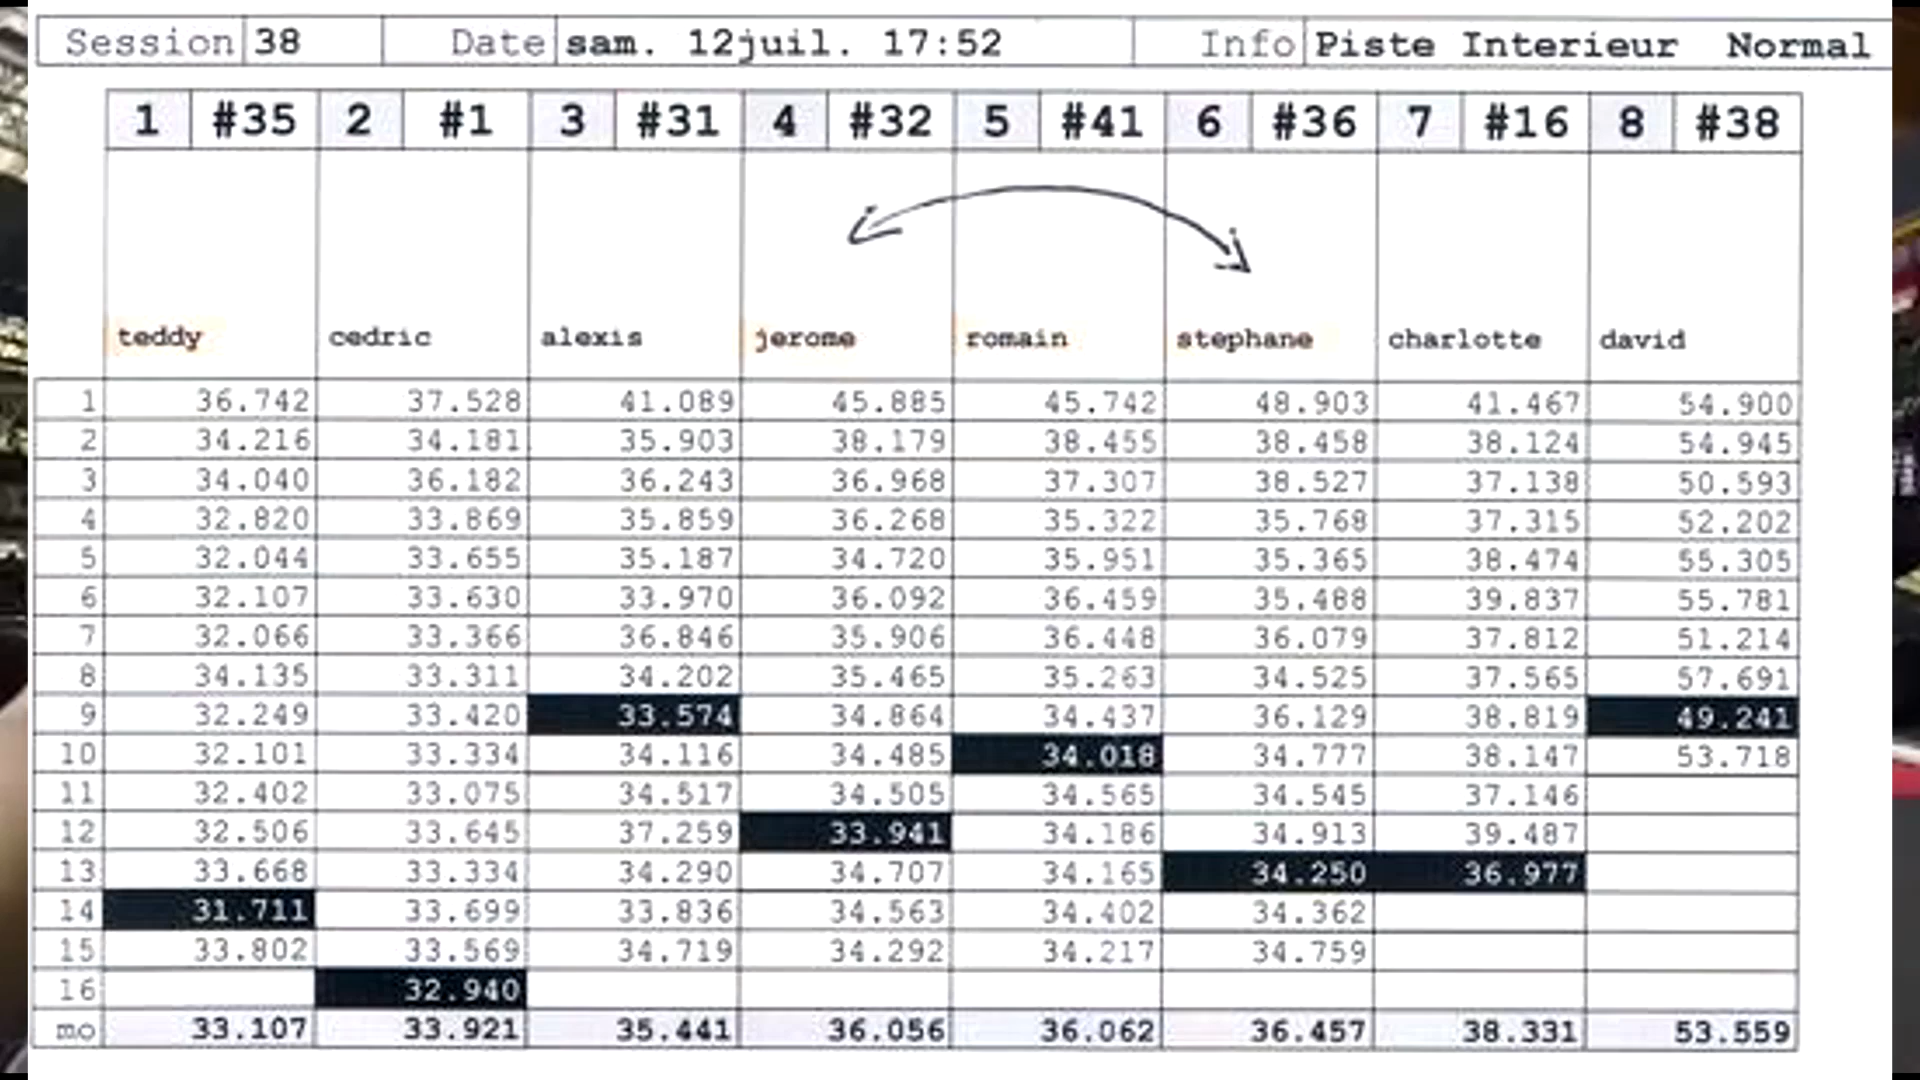 Session 38 Date sam. 12juil. 17:52 Info Piste Interieur Normal
1 #35 2 #1 3 #31 4 #32 5 #41 6 #36 7 #16 8 #38
teddy cedric alexis jerome romain stephane charlotte david
1 36.742 37.528 41.089 45.885 45.742 48.903 41.467 54.900
2 34.216 34.181 35.903 38.179 38.455 38.458 38.124 54.945
3 34.040 36.182 36.243 36.968 37.307 38.527 37.138 50.593
4 32.820 33.869 35.859 36.268 35.322 35.768 37.315 52.202
5 32.044 33.655 35.187 34.720 35.951 35.365 38.474 55.305
6 32.107 33.630 33.970 36.092 36.459 35.488 39.837 55.781
7 32.066 33.366 36.846 35.906 36.448 36.079 37.812 51.214
8 34.135 33.311 34.202 35.465 35.263 34.525 37.565 57.691
9 32.249 33.420 33.574 34.864 34.437 36.129 38.819 49.241
10 32.101 33.334 34.116 34.485 34.018 34.777 38.147 53.718
11 32.402 33.075 34.517 34.505 34.565 34.545 37.146
12 32.506 33.645 37.259 33.941 34.186 34.913 39.487
13 33.668 33.334 34.290 34.707 34.165 34.250 36.977
14 31.711 33.699 33.836 34.563 34.402 34.362
15 33.802 33.569 34.719 34.292 34.217 34.759
16 32.940
mo 33.107 33.921 35.441 36.056 36.062 36.457 38.331 53.559